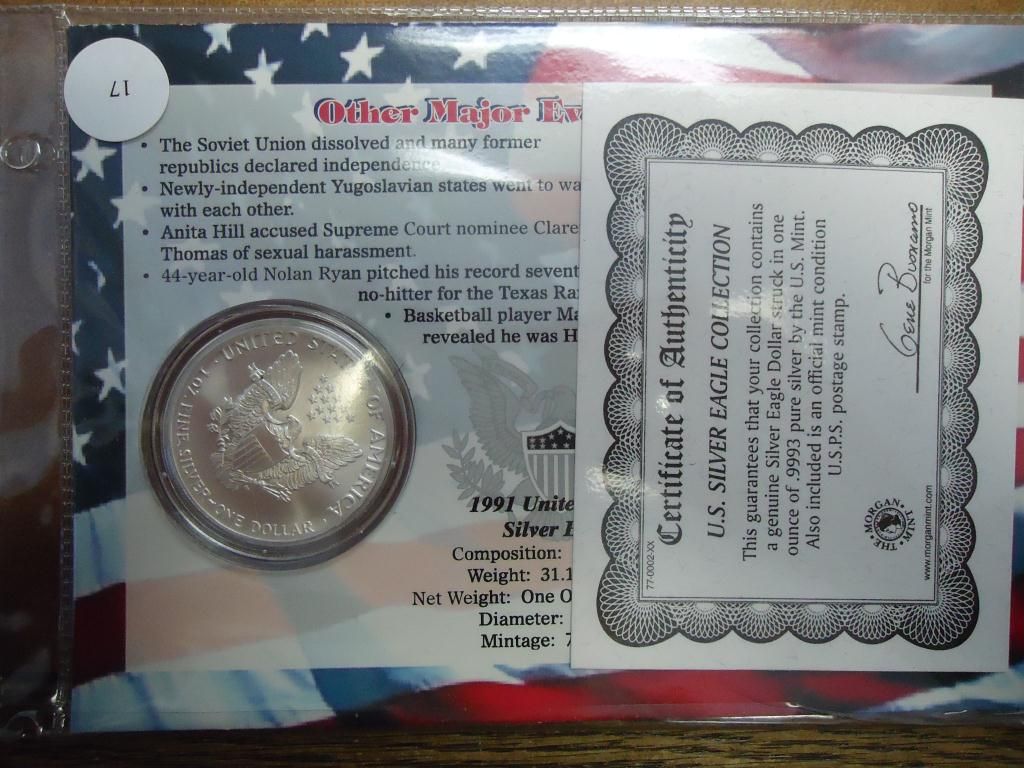 17
Other Major Ev
• The Soviet Union dissolved and many former
republics declared independence.
• Newly-independent Yugoslavian states went to wa
with each other.
• Anita Hill accused Supreme Court nominee Clare
Thomas of sexual harassment.
• 44-year-old Nolan Ryan pitched his record sevent
no-hitter for the Texas Ra
• Basketball player Ma
revealed he was H
UNITED STATES OF AMERICA
1 OZ. FINE SILVER~ONE DOLLAR
1991 Unite
Silver E
Composition:
Weight: 31.1
Net Weight: One O
Diameter:
Mintage: 7
Certificate of Authenticity
U.S. SILVER EAGLE COLLECTION
This guarantees that your collection contains
a genuine Silver Eagle Dollar struck in one
ounce of .9993 pure silver by the U.S. Mint.
Also included is an official mint condition
U.S.P.S. postage stamp.
for the Morgan Mint
77-0002-XX
• THE • MORGAN MINT
www.morganmint.com